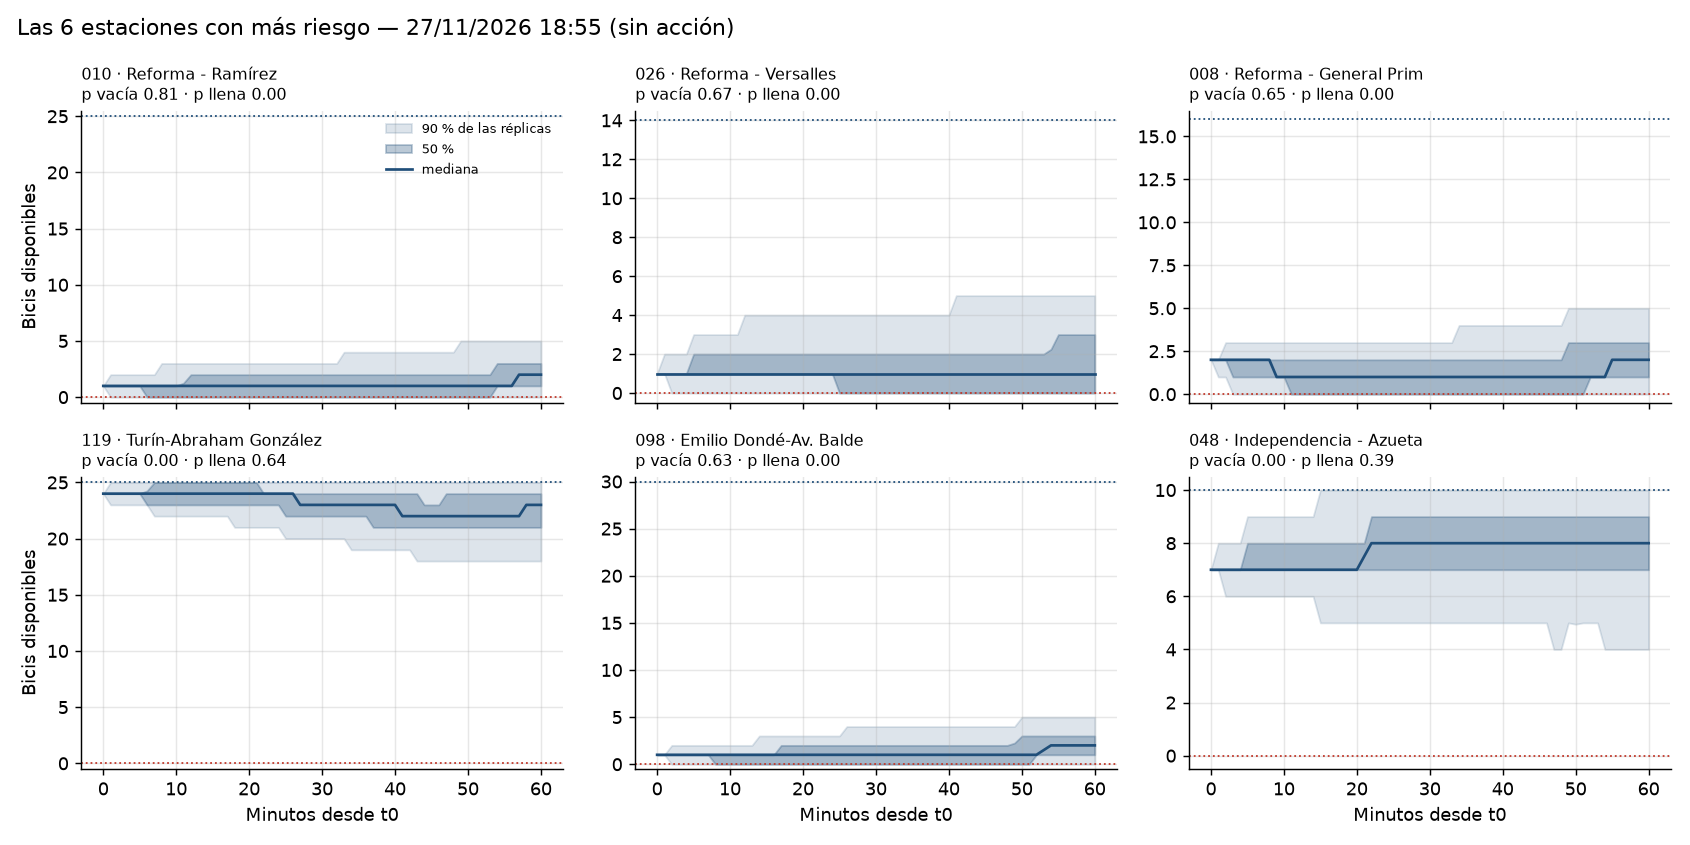 Las 6 estaciones con más riesgo — 27/11/2026 18:55 (sin acción)
010 · Reforma - Ramírez
p vacía 0.81 · p llena 0.00
25
20
15
10
5
0
Bicis disponibles
90 % de las réplicas
50 %
mediana
026 · Reforma - Versalles
p vacía 0.67 · p llena 0.00
14
12
10
8
6
4
2
0
008 · Reforma - General Prim
p vacía 0.65 · p llena 0.00
15.0
12.5
10.0
7.5
5.0
2.5
0.0
119 · Turín-Abraham González
p vacía 0.00 · p llena 0.64
25
20
15
10
5
0
Bicis disponibles
0 10 20 30 40 50 60
Minutos desde t0
098 · Emilio Dondé-Av. Balde
p vacía 0.63 · p llena 0.00
30
25
20
15
10
5
0
0 10 20 30 40 50 60
Minutos desde t0
048 · Independencia - Azueta
p vacía 0.00 · p llena 0.39
10
8
6
4
2
0
0 10 20 30 40 50 60
Minutos desde t0